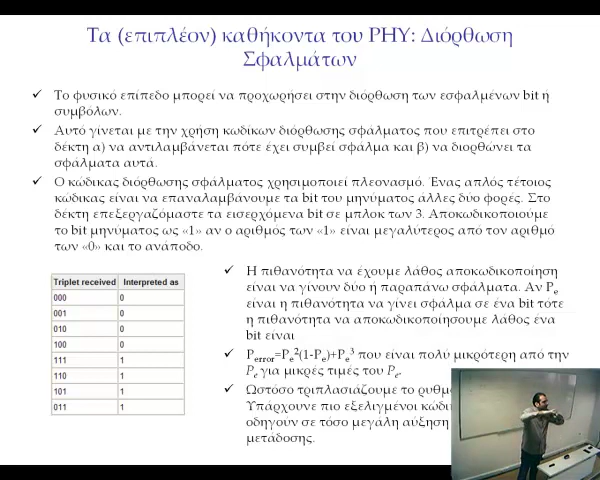 Τα (επιπλέον) καθήκοντα του PHY: Διόρθωση
Σφαλμάτων
✓ Το φυσικό επίπεδο μπορεί να προχωρήσει στην διόρθωση των εσφαλμένων bit ή
συμβόλων.
✓ Αυτό γίνεται με την χρήση κωδίκων διόρθωσης σφάλματος που επιτρέπει στο
δέκτη α) να αντιλαμβάνεται πότε έχει συμβεί σφάλμα και β) να διορθώνει τα
σφάλματα αυτά.
✓ Ο κώδικας διόρθωσης σφάλματος χρησιμοποιεί πλεονασμό. Ένας απλός τέτοιος
κώδικας είναι να επαναλαμβάνουμε τα bit του μηνύματος άλλες δύο φορές. Στο
δέκτη επεξεργαζόμαστε τα εισερχόμενα bit σε μπλοκ των 3. Αποκωδικοποιούμε
το bit μηνύματος ως «1» αν ο αριθμός των «1» είναι μεγαλύτερος από τον αριθμό
των «0» και το ανάποδο.
Triplet received Interpreted as
000 0
001 0
010 0
100 0
111 1
110 1
101 1
011 1
✓ Η πιθανότητα να έχουμε λάθος αποκωδικοποίηση
είναι να γίνουν δύο ή παραπάνω σφάλματα. Αν Pe
είναι η πιθανότητα να γίνει σφάλμα σε ένα bit τότε
η πιθανότητα να αποκωδικοποίησουμε λάθος ένα
bit είναι
✓ Perror=Pe²(1-Pe)+Pe³ που είναι πολύ μικρότερη από την
Pe για μικρές τιμές του Pe.
✓ Ωστόσο τριπλασιάζουμε το ρυθμ
Υπάρχουνε πιο εξελιγμένοι κώδι
οδηγούν σε τόσο μεγάλη αύξηση
μετάδοσης.